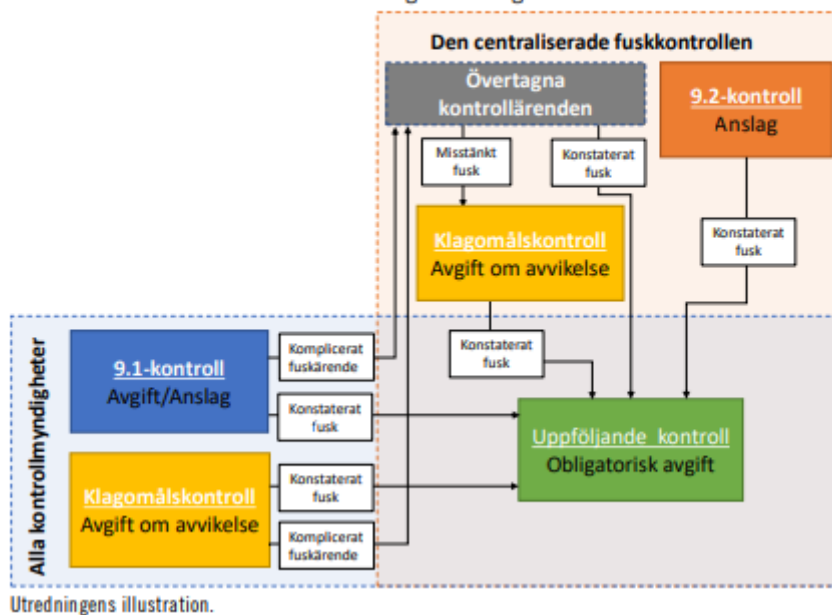 Den centraliserade fuskkontrollen
Övertagna
kontrollärenden
9.2-kontroll
Anslag
Misstänkt
fusk
Konstaterat
fusk
Klagomålskontroll
Avgift om avvikelse
Konstaterat
fusk
Konstaterat
fusk
Alla kontrollmyndigheter
9.1-kontroll
Avgift/Anslag
Komplicerat
fuskärende
Konstaterat
fusk
Uppföljande kontroll
Obligatorisk avgift
Klagomålskontroll
Avgift om avvikelse
Konstaterat
fusk
Komplicerat
fuskärende
Utredningens illustration.